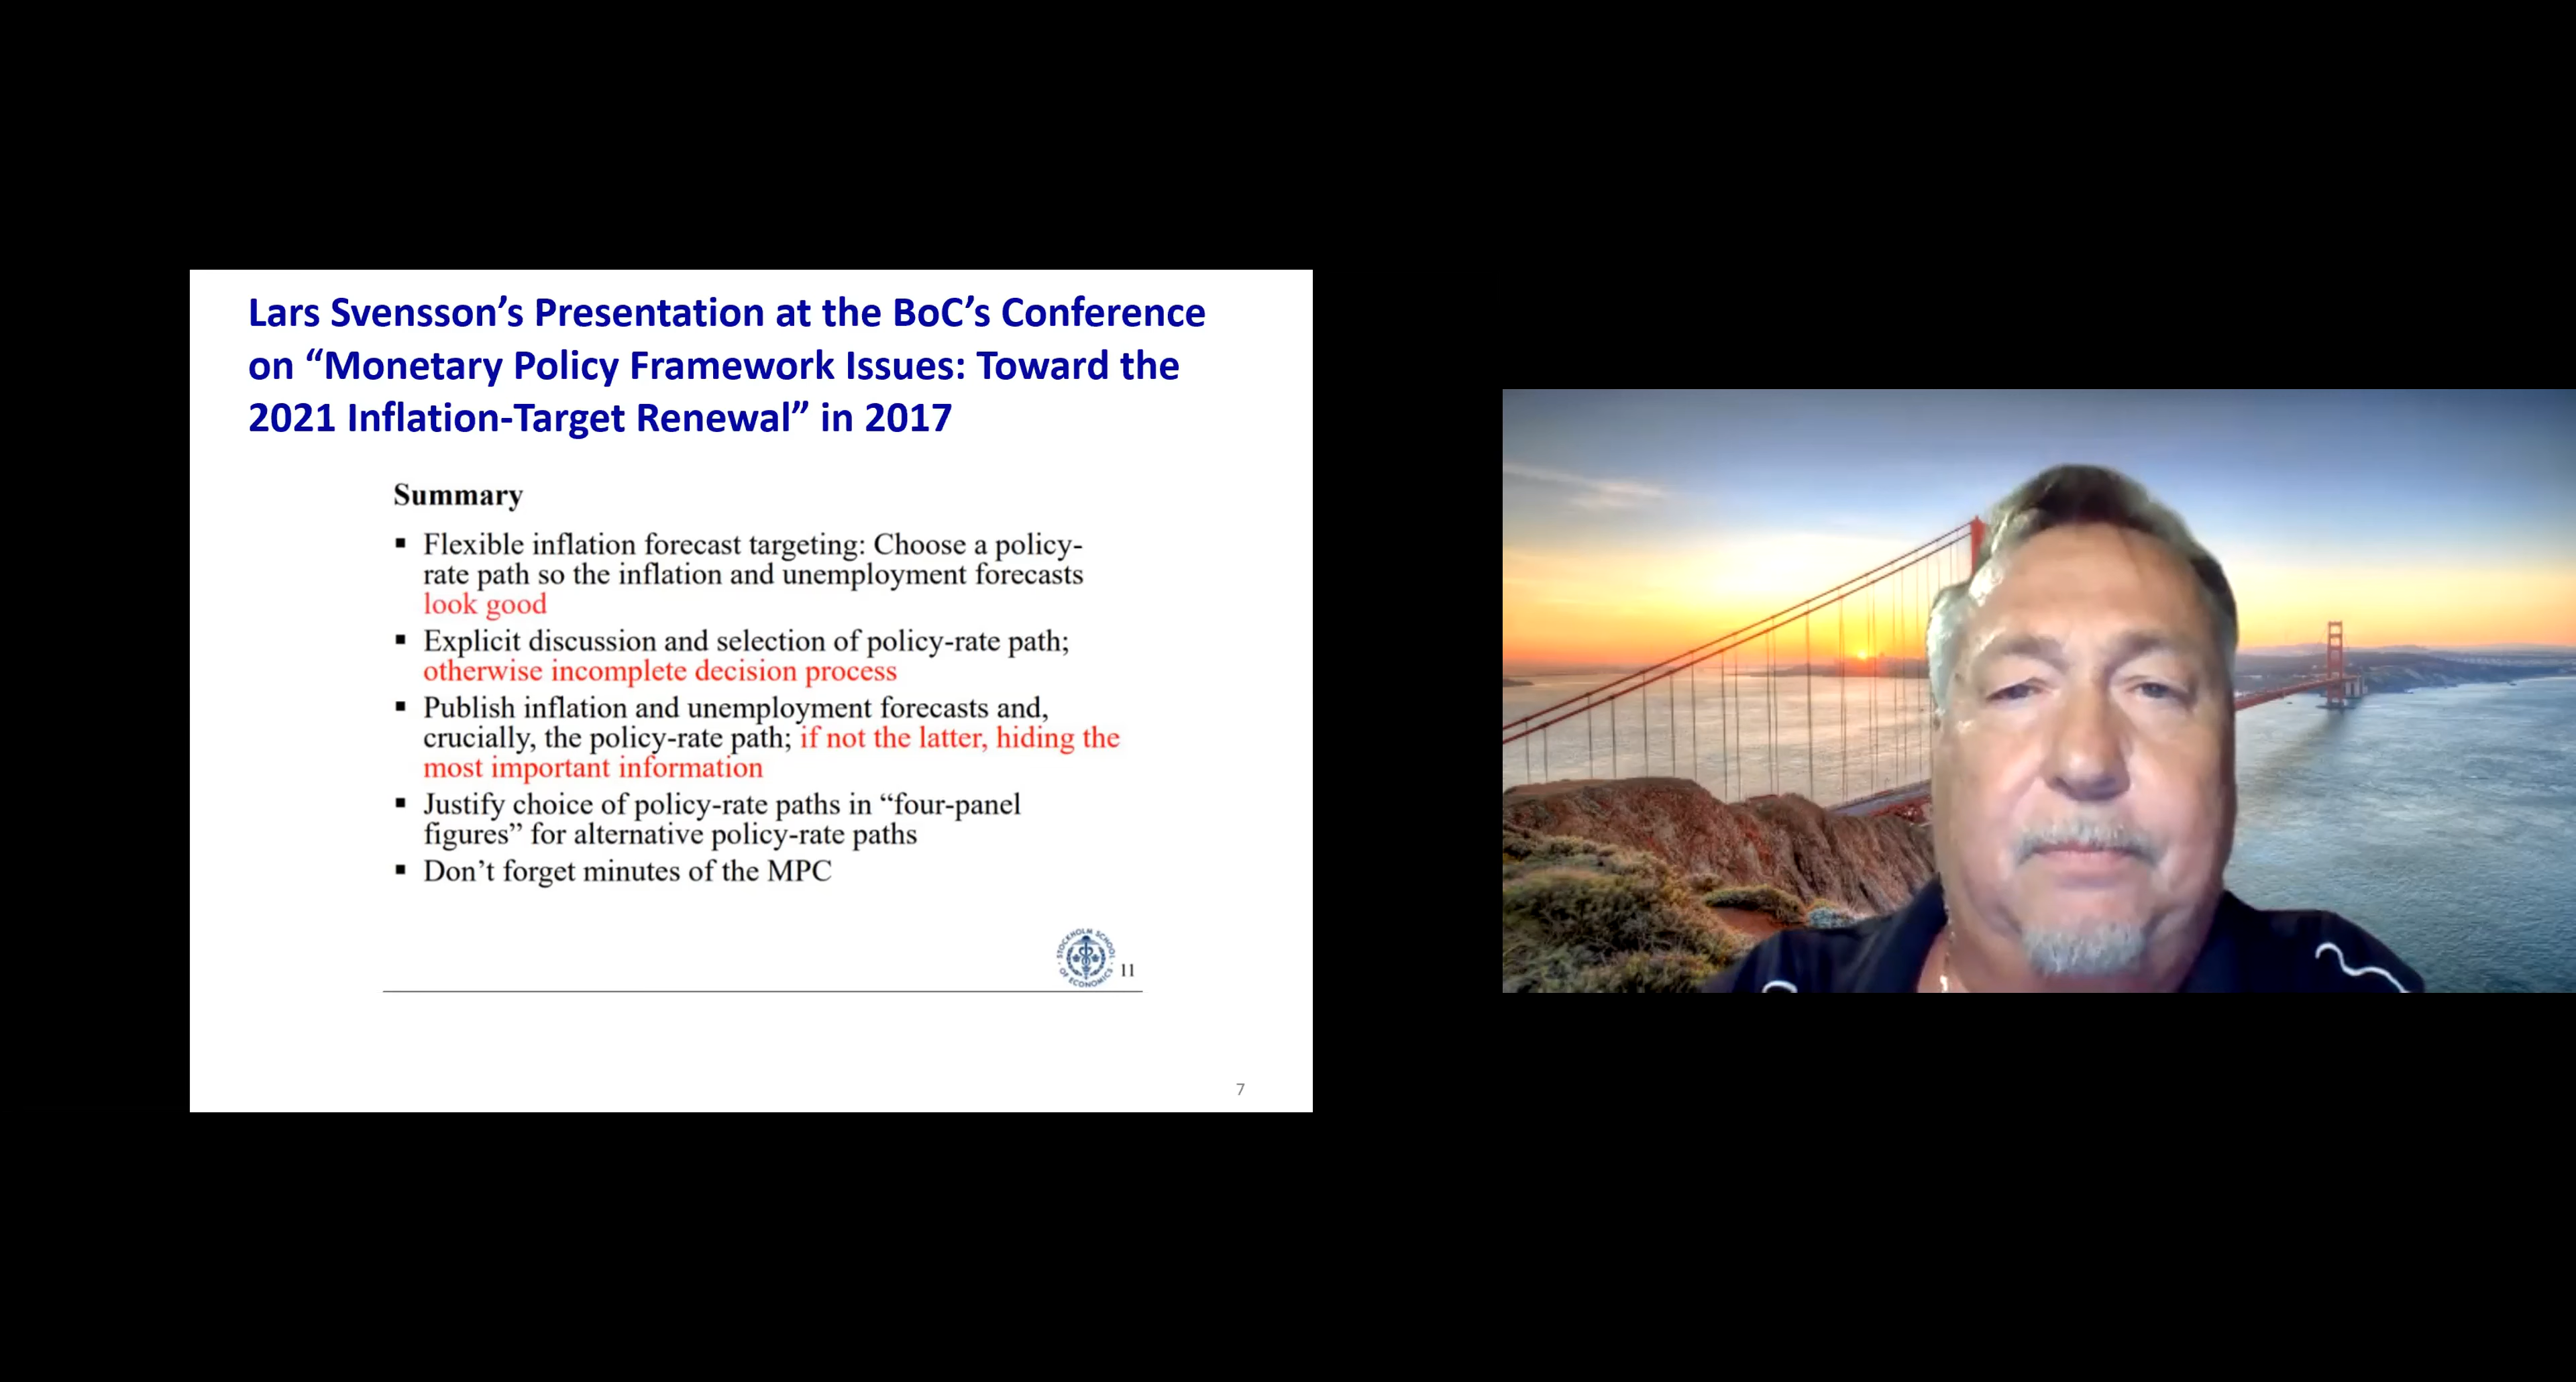 Lars Svensson’s Presentation at the BoC’s Conference
on “Monetary Policy Framework Issues: Toward the
2021 Inflation-Target Renewal” in 2017
Summary
▪ Flexible inflation forecast targeting: Choose a policy-
rate path so the inflation and unemployment forecasts
look good
▪ Explicit discussion and selection of policy-rate path;
otherwise incomplete decision process
▪ Publish inflation and unemployment forecasts and,
crucially, the policy-rate path; if not the latter, hiding the
most important information
▪ Justify choice of policy-rate paths in “four-panel
figures” for alternative policy-rate paths
▪ Don’t forget minutes of the MPC
STOCKHOLM SCHOOL OF ECONOMICS
11
7